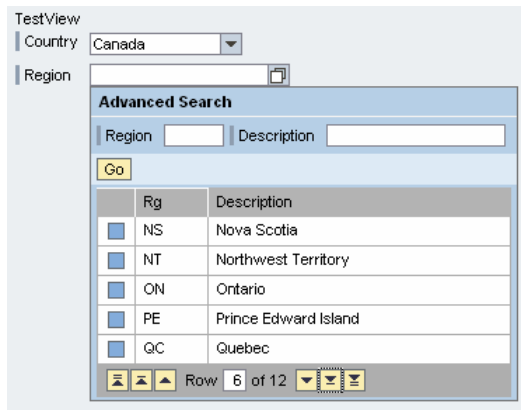 TestView
Country Canada
Region
Advanced Search
Region Description
Go
Rg Description
NS Nova Scotia
NT Northwest Territory
ON Ontario
PE Prince Edward Island
QC Quebec
Row 6 of 12